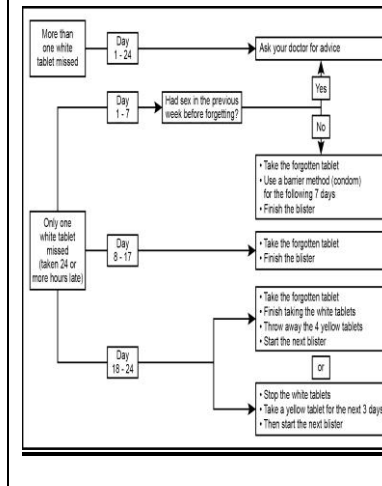 More than
one white
tablet missed
Day
1 - 24
Ask your doctor for advice
Day
1 - 7
Had sex in the previous
week before forgetting?
Yes
No
• Take the forgotten tablet
• Use a barrier method (condom)
for the following 7 days
• Finish the blister
Only one
white tablet
missed
(taken 24 or
more hours late)
Day
8 - 17
• Take the forgotten tablet
• Finish the blister
Day
18 - 24
• Take the forgotten tablet
• Finish taking the white tablets
• Throw away the 4 yellow tablets
• Start the next blister
or
• Stop the white tablets
• Take a yellow tablet for the next 3 days
• Then start the next blister